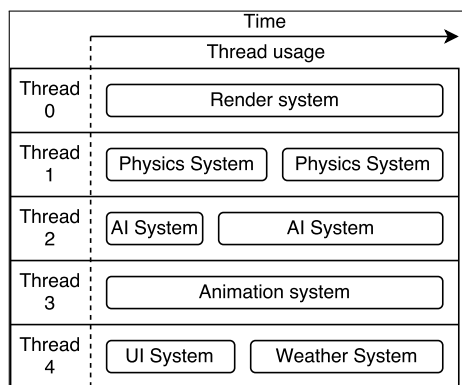 Time
Thread usage
Thread
0
Render system
Thread
1
Physics System
Physics System
Thread
2
AI System
AI System
Thread
3
Animation system
Thread
4
UI System
Weather System